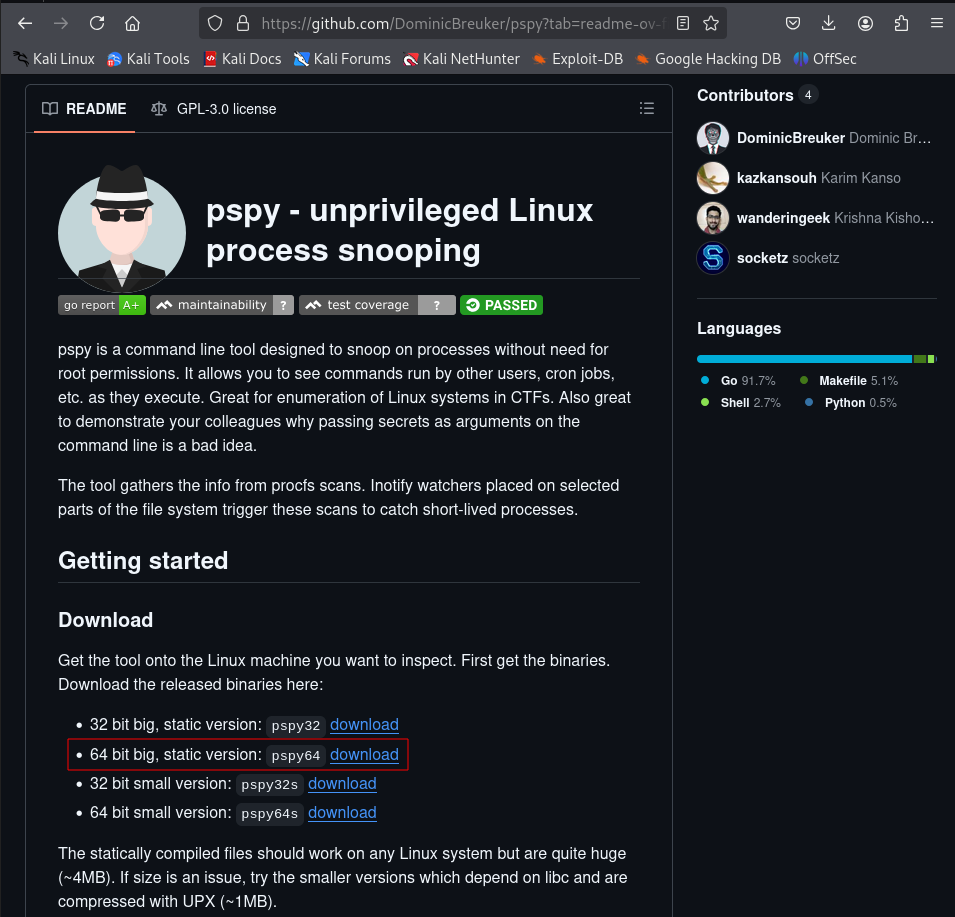 https://github.com/DominicBreuker/pspy?tab=readme-ov-f
Kali Linux Kali Tools Kali Docs Kali Forums Kali NetHunter Exploit-DB Google Hacking DB OffSec
README GPL-3.0 license
pspy - unprivileged Linux
process snooping
go report A+ maintainability ? test coverage ? PASSED
pspy is a command line tool designed to snoop on processes without need for
root permissions. It allows you to see commands run by other users, cron jobs,
etc. as they execute. Great for enumeration of Linux systems in CTFs. Also great
to demonstrate your colleagues why passing secrets as arguments on the
command line is a bad idea.
The tool gathers the info from procfs scans. Inotify watchers placed on selected
parts of the file system trigger these scans to catch short-lived processes.
Getting started
Download
Get the tool onto the Linux machine you want to inspect. First get the binaries.
Download the released binaries here:
• 32 bit big, static version: pspy32 download
• 64 bit big, static version: pspy64 download
• 32 bit small version: pspy32s download
• 64 bit small version: pspy64s download
The statically compiled files should work on any Linux system but are quite huge
(~4MB). If size is an issue, try the smaller versions which depend on libc and are
compressed with UPX (~1MB).
Contributors 4
DominicBreuker Dominic Br…
kazkansouh Karim Kanso
wanderingeek Krishna Kisho…
S
socketz socketz
Languages
Go 91.7% Makefile 5.1%
Shell 2.7% Python 0.5%